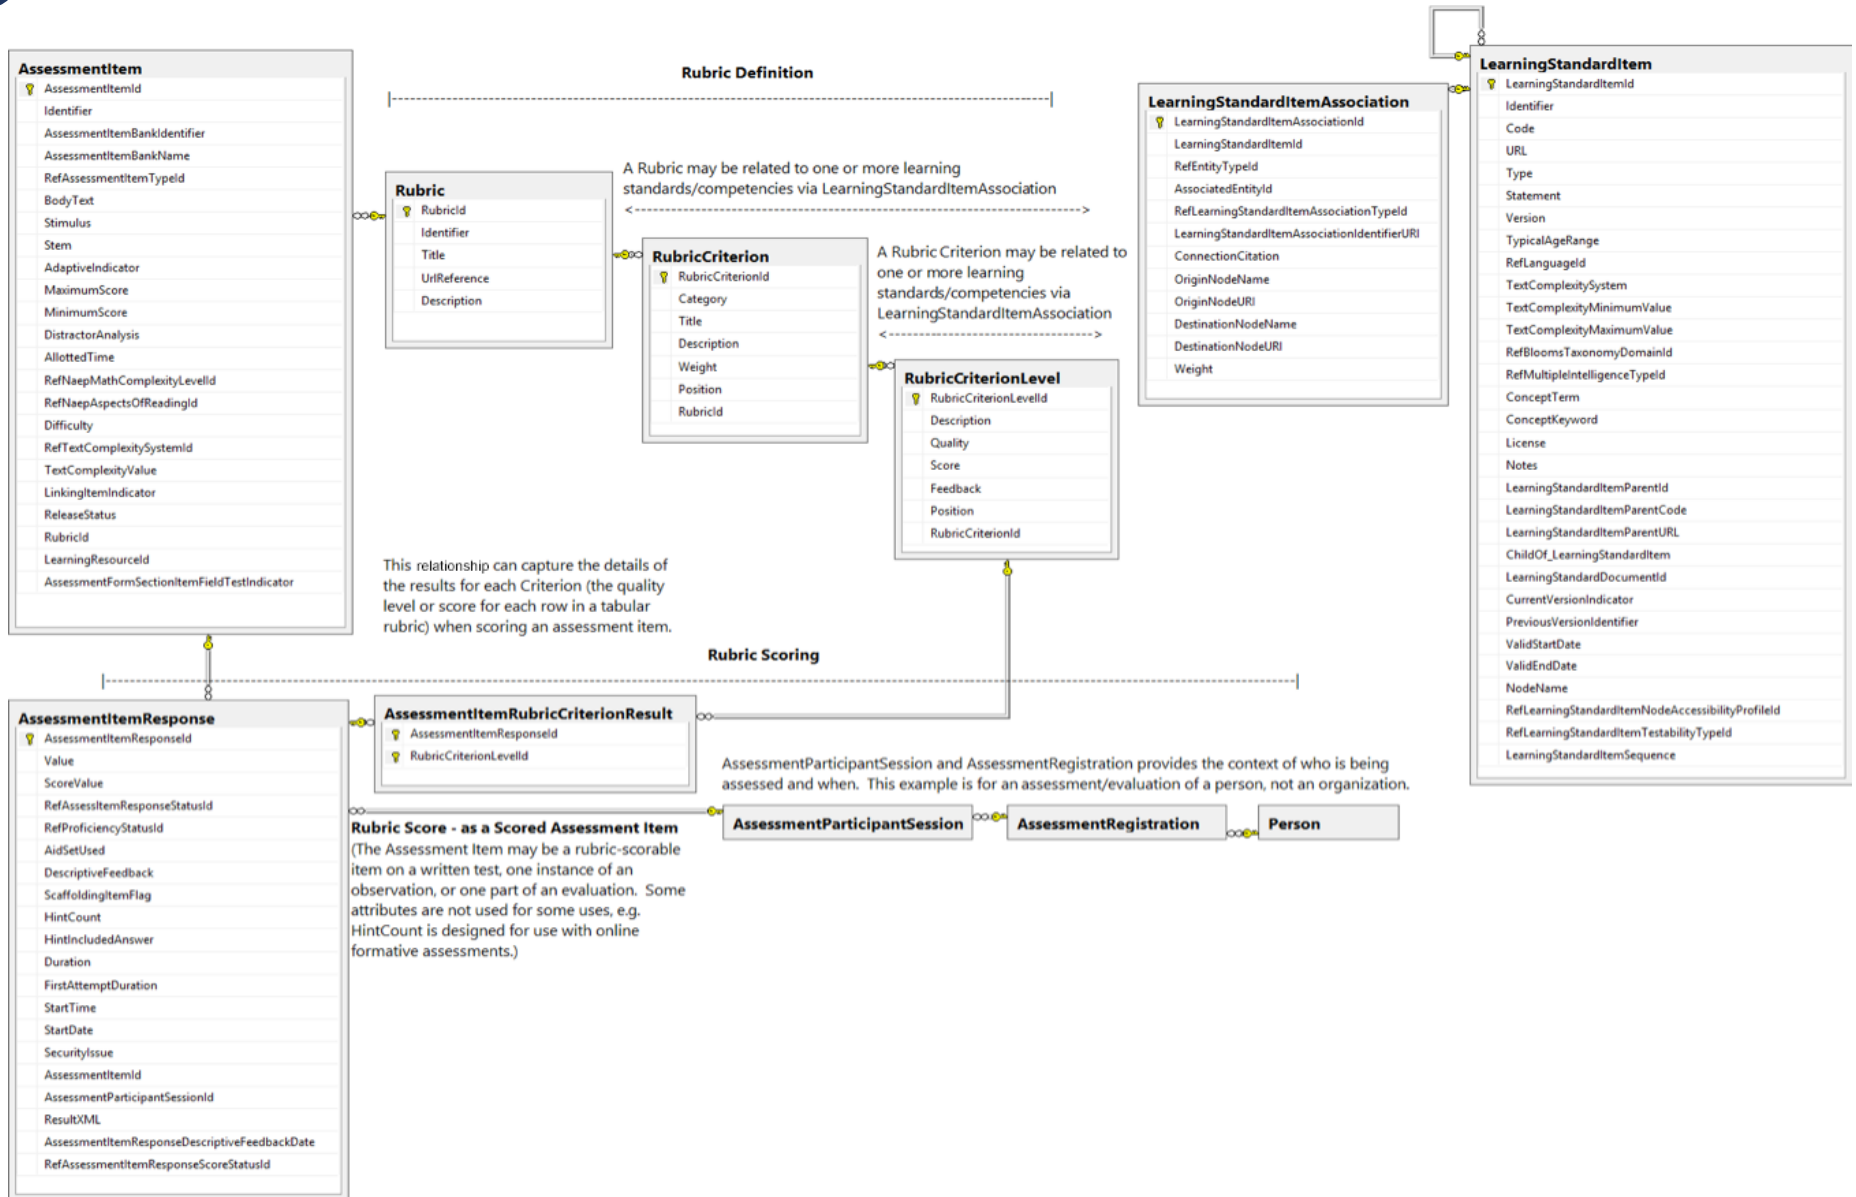 AssessmentItem
AssessmentItemId
Identifier
AssessmentItemBankIdentifier
AssessmentItemBankName
RefAssessmentItemTypeId
BodyText
Stimulus
Stem
AdaptiveIndicator
MaximumScore
MinimumScore
DistractorAnalysis
AllottedTime
RefNaepMathComplexityLevelId
RefNaepAspectsOfReadingId
Difficulty
RefTextComplexitySystemId
TextComplexityValue
LinkingItemIndicator
ReleaseStatus
RubricId
LearningResourceId
AssessmentFormSectionItemFieldTestIndicator
Rubric Definition
Rubric
RubricId
Identifier
Title
UrlReference
Description
A Rubric may be related to one or more learning
standards/competencies via LearningStandardItemAssociation
RubricCriterion
RubricCriterionId
Category
Title
Description
Weight
Position
RubricId
A Rubric Criterion may be related to
one or more learning
standards/competencies via
LearningStandardItemAssociation
RubricCriterionLevel
RubricCriterionLevelId
Description
Quality
Score
Feedback
Position
RubricCriterionId
LearningStandardItemAssociation
LearningStandardItemAssociationId
LearningStandardItemId
RefEntityTypeId
AssociatedEntityId
RefLearningStandardItemAssociationTypeId
LearningStandardItemAssociationIdentifierURI
ConnectionCitation
OriginNodeName
OriginNodeURI
DestinationNodeName
DestinationNodeURI
Weight
LearningStandardItem
LearningStandardItemId
Identifier
Code
URL
Type
Statement
Version
TypicalAgeRange
RefLanguageId
TextComplexitySystem
TextComplexityMinimumValue
TextComplexityMaximumValue
RefBloomsTaxonomyDomainId
RefMultipleIntelligenceTypeId
ConceptTerm
ConceptKeyword
License
Notes
LearningStandardItemParentId
LearningStandardItemParentCode
LearningStandardItemParentURL
ChildOf_LearningStandardItem
LearningStandardDocumentId
CurrentVersionIndicator
PreviousVersionIdentifier
ValidStartDate
ValidEndDate
NodeName
RefLearningStandardItemNodeAccessibilityProfileId
RefLearningStandardItemTestabilityTypeId
LearningStandardItemSequence
This relationship can capture the details of
the results for each Criterion (the quality
level or score for each row in a tabular
rubric) when scoring an assessment item.
Rubric Scoring
AssessmentItemResponse
AssessmentItemResponseId
Value
ScoreValue
RefAssessItemResponseStatusId
RefProficiencyStatusId
AidSetUsed
DescriptiveFeedback
ScaffoldingItemFlag
HintCount
HintIncludedAnswer
Duration
FirstAttemptDuration
StartTime
StartDate
SecurityIssue
AssessmentItemId
AssessmentParticipantSessionId
ResultXML
AssessmentItemResponseDescriptiveFeedbackDate
RefAssessmentItemResponseScoreStatusId
AssessmentItemRubricCriterionResult
AssessmentItemResponseId
RubricCriterionLevelId
AssessmentParticipantSession and AssessmentRegistration provides the context of who is being
assessed and when.  This example is for an assessment/evaluation of a person, not an organization.
AssessmentParticipantSession
AssessmentRegistration
Person
Rubric Score - as a Scored Assessment Item
(The Assessment Item may be a rubric-scorable
item on a written test, one instance of an
observation, or one part of an evaluation.  Some
attributes are not used for some uses, e.g.
HintCount is designed for use with online
formative assessments.)